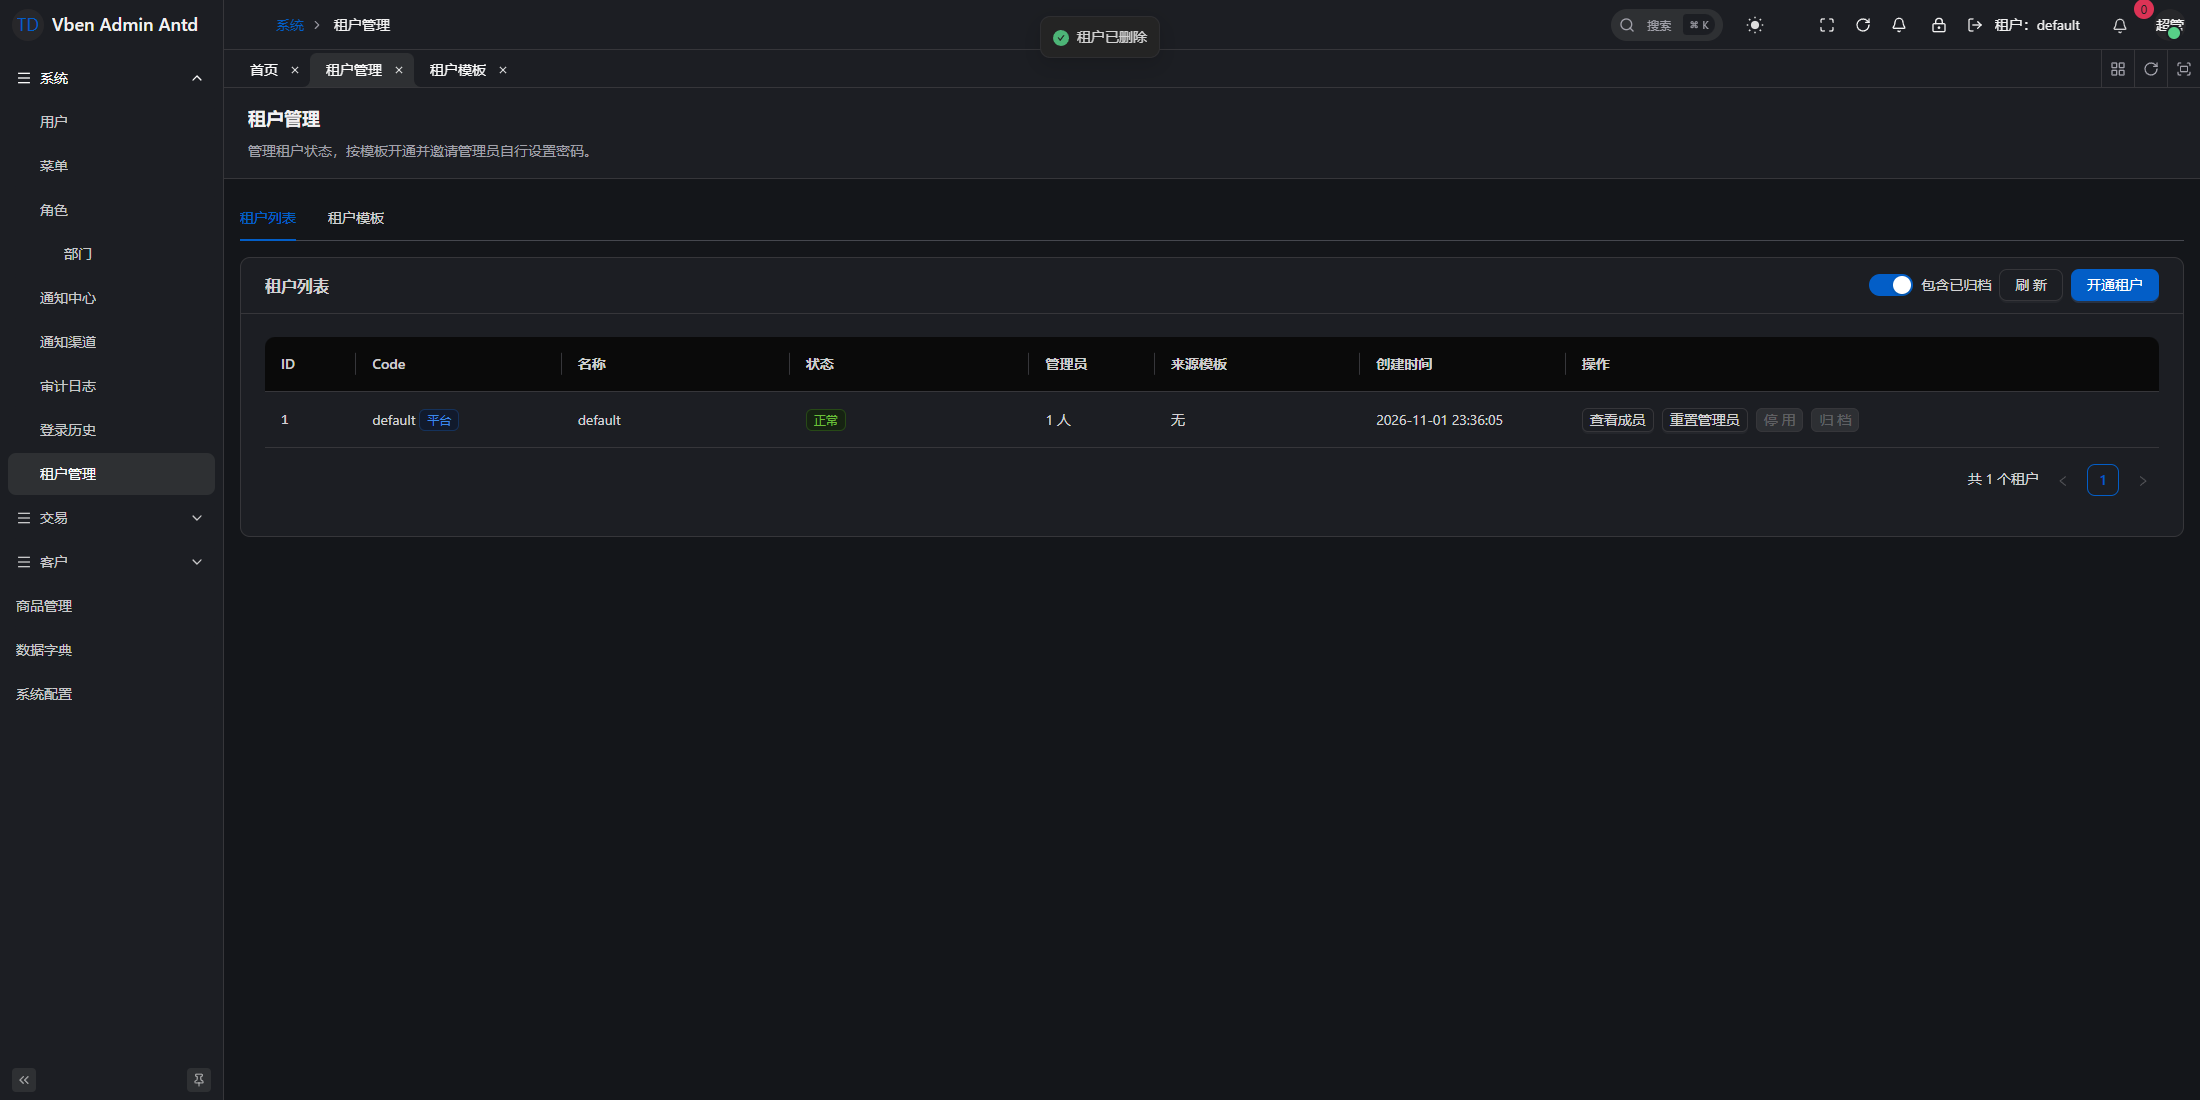 TD Vben Admin Antd
系统 > 租户管理
租户已删除
搜索 ⌘ K
租户：default
0
超管
首页 ×
租户管理 ×
租户模板 ×
系统
用户
菜单
角色
部门
通知中心
通知渠道
审计日志
登录历史
租户管理
交易
客户
商品管理
数据字典
系统配置
租户管理
管理租户状态，按模板开通并邀请管理员自行设置密码。
租户列表 租户模板
租户列表
包含已归档 刷 新 开通租户
ID Code 名称 状态 管理员 来源模板 创建时间 操作
1 default 平台 default 正常 1 人 无 2026-11-01 23:36:05 查看成员 重置管理员 停 用 归 档
共 1 个租户 < 1 >